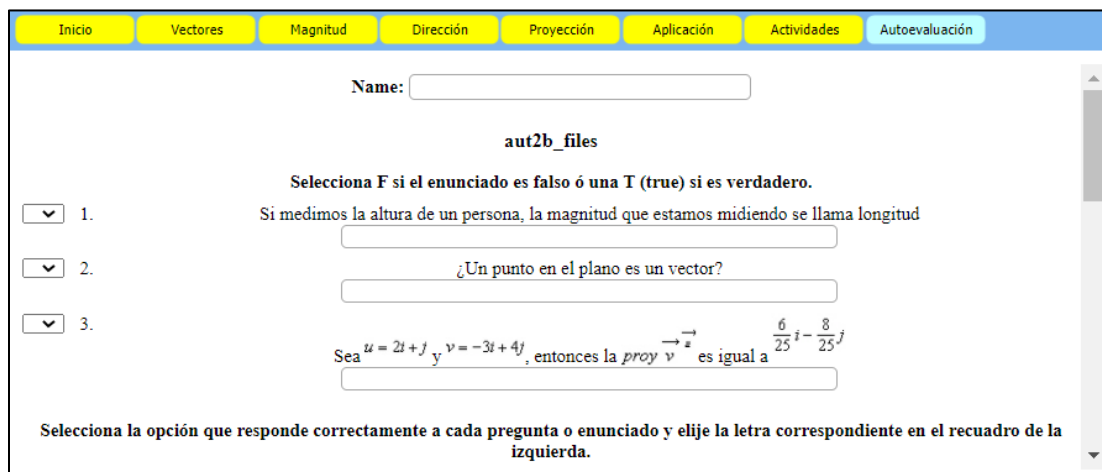 Inicio Vectores Magnitud Dirección Proyección Aplicación Actividades Autoevaluación
Name:
aut2b_files
Selecciona F si el enunciado es falso ó una T (true) si es verdadero.
1. Si medimos la altura de un persona, la magnitud que estamos midiendo se llama longitud
2. ¿Un punto en el plano es un vector?
3. Sea u = 2i + j y v = −3i + 4j, entonces la proy v es igual a 6/25 i − 8/25 j
Selecciona la opción que responde correctamente a cada pregunta o enunciado y elije la letra correspondiente en el recuadro de la
izquierda.